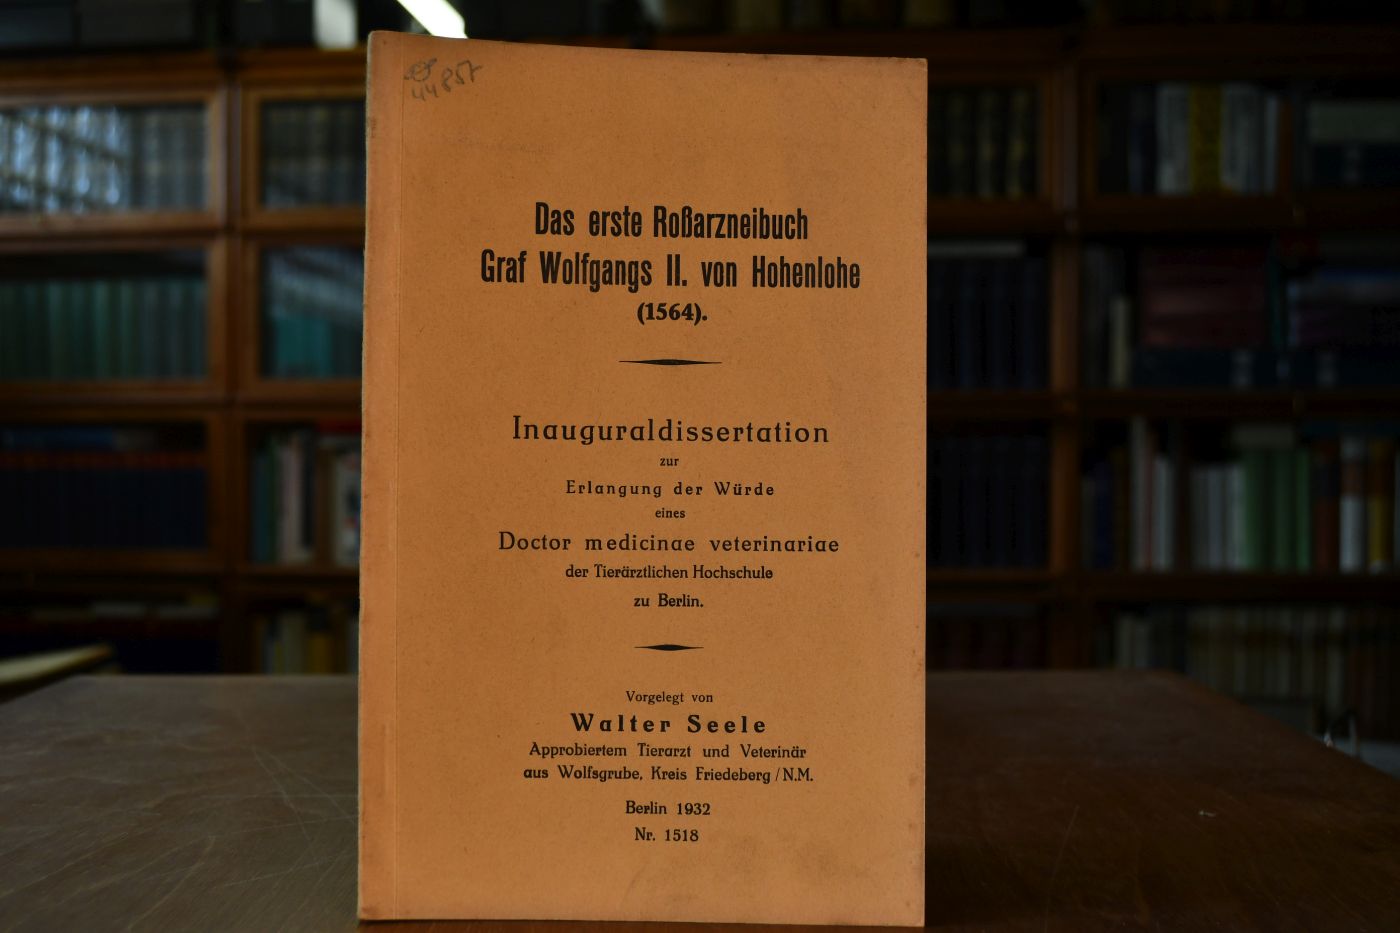 44857
Das erste Roßarzneibuch
Graf Wolfgangs II. von Hohenlohe
(1564).
Inauguraldissertation
zur
Erlangung der Würde
eines
Doctor medicinae veterinariae
der Tierärztlichen Hochschule
zu Berlin.
Vorgelegt von
Walter Seele
Approbiertem Tierarzt und Veterinär
aus Wolfsgrube, Kreis Friedeberg / N.M.
Berlin 1932
Nr. 1518